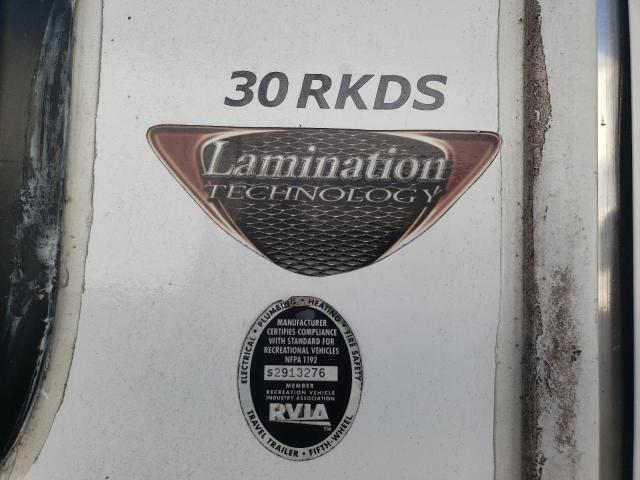 30 RKDS
Lamination
TECHNOLOGY
ELECTRICAL • PLUMBING • HEATING • FIRE SAFETY
MANUFACTURER
CERTIFIES COMPLIANCE
WITH STANDARD FOR
RECREATIONAL VEHICLES
NFPA 1192
S2913276
MEMBER
RECREATION VEHICLE
INDUSTRY ASSOCIATION
RVIA
TM
TRAVEL TRAILER • FIFTH-WHEEL